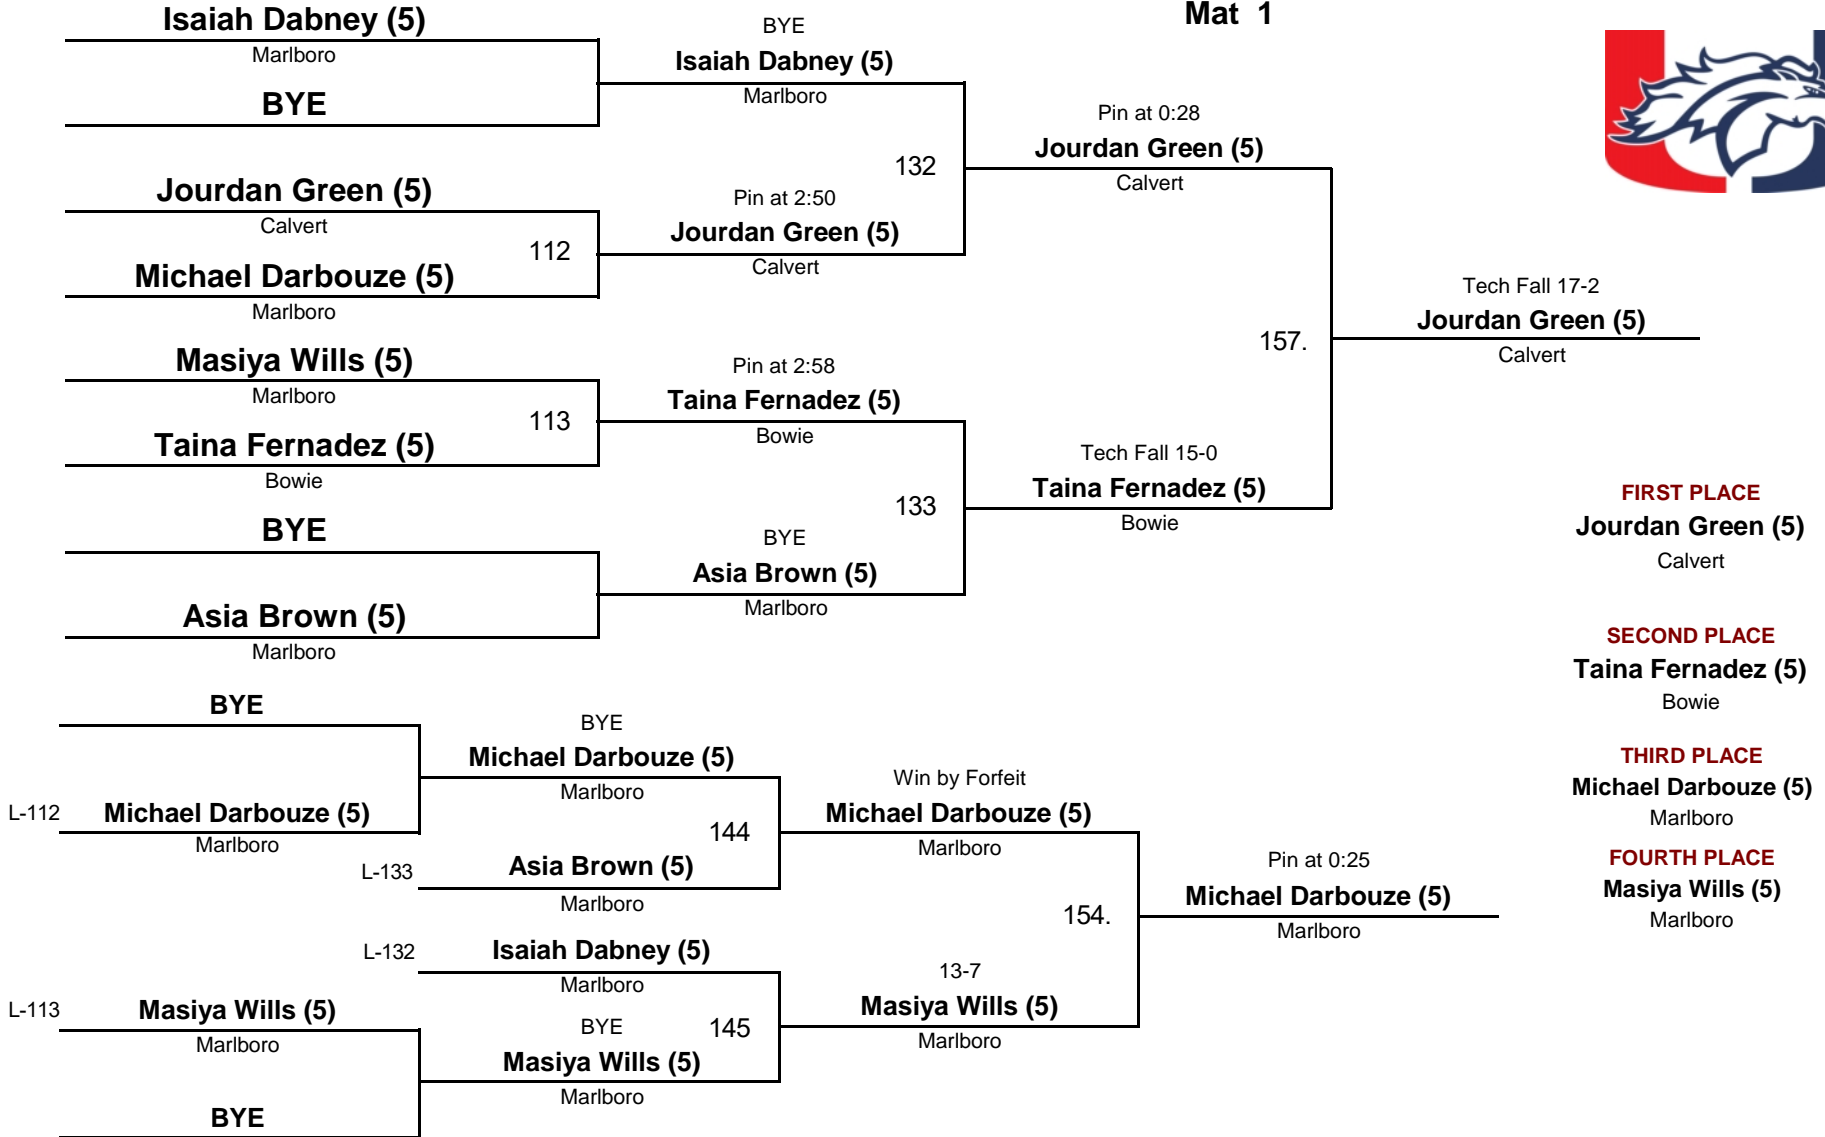 Mat 1
Isaiah Dabney (5)
Marlboro
BYE
BYE
Isaiah Dabney (5)
Marlboro
Jourdan Green (5)
Calvert
112
Michael Darbouze (5)
Marlboro
Pin at 2:50
Jourdan Green (5)
Calvert
132
Pin at 0:28
Jourdan Green (5)
Calvert
Masiya Wills (5)
Marlboro
113
Taina Fernadez (5)
Bowie
Pin at 2:58
Taina Fernadez (5)
Bowie
BYE
Asia Brown (5)
Marlboro
BYE
Asia Brown (5)
Marlboro
133
Tech Fall 15-0
Taina Fernadez (5)
Bowie
157.
Tech Fall 17-2
Jourdan Green (5)
Calvert
FIRST PLACE
Jourdan Green (5)
Calvert
SECOND PLACE
Taina Fernadez (5)
Bowie
THIRD PLACE
Michael Darbouze (5)
Marlboro
FOURTH PLACE
Masiya Wills (5)
Marlboro
BYE
L-112
Michael Darbouze (5)
Marlboro
BYE
Michael Darbouze (5)
Marlboro
144
L-133
Asia Brown (5)
Marlboro
Win by Forfeit
Michael Darbouze (5)
Marlboro
L-132
Isaiah Dabney (5)
Marlboro
L-113
Masiya Wills (5)
Marlboro
BYE
BYE
Masiya Wills (5)
Marlboro
145
13-7
Masiya Wills (5)
Marlboro
154.
Pin at 0:25
Michael Darbouze (5)
Marlboro